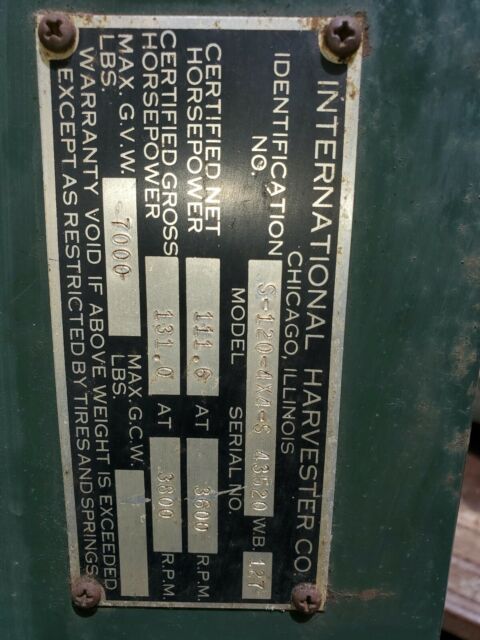 INTERNATIONAL HARVESTER CO.
CHICAGO, ILLINOIS
IDENTIFICATION NO. S-120-4X4-S 43520 W.B. 127
MODEL SERIAL NO.
CERTIFIED NET HORSEPOWER 111.6 AT 3600 R.P.M.
CERTIFIED GROSS HORSEPOWER 131.0 AT 3800 R.P.M.
MAX. G.V.W. LBS. 7000 MAX. G.C.W. LBS.
WARRANTY VOID IF ABOVE WEIGHT IS EXCEEDED
EXCEPT AS RESTRICTED BY TIRES AND SPRINGS